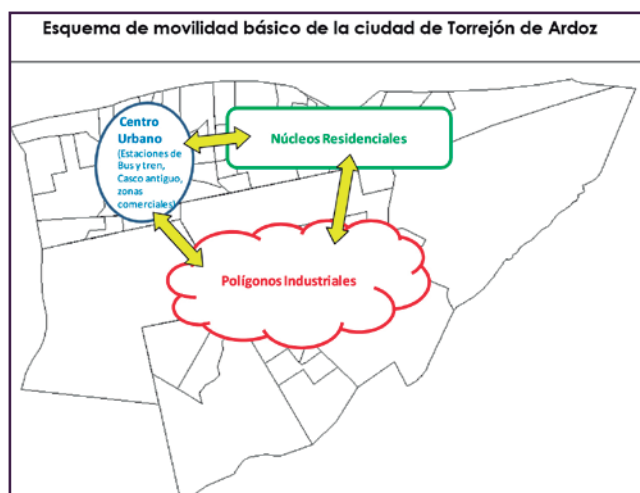 Esquema de movilidad básico de la ciudad de Torrejón de Ardoz
Centro
Urbano
(Estaciones de
Bus y tren,
Casco antiguo,
zonas
comerciales)
Núcleos Residenciales
Polígonos Industriales